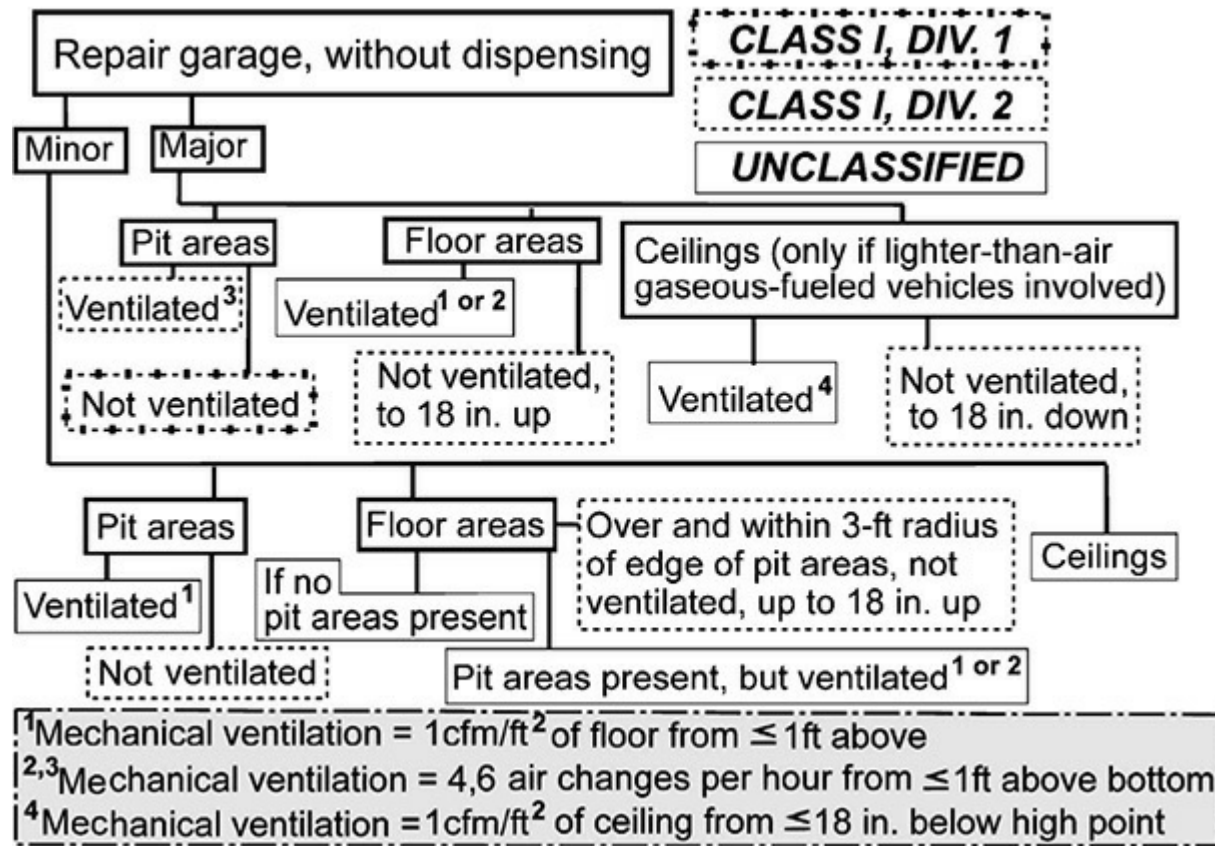 Repair garage, without dispensing
CLASS I, DIV. 1
CLASS I, DIV. 2
UNCLASSIFIED
Minor
Major
Pit areas
Floor areas
Ceilings (only if lighter-than-air
gaseous-fueled vehicles involved)
Ventilated³
Ventilated¹ ᵒʳ ²
Not ventilated
Not ventilated,
to 18 in. up
Ventilated⁴
Not ventilated,
to 18 in. down
Pit areas
Floor areas
Over and within 3-ft radius
of edge of pit areas, not
ventilated, up to 18 in. up
Ceilings
Ventilated¹
If no
pit areas present
Not ventilated
Pit areas present, but ventilated¹ ᵒʳ ²
¹Mechanical ventilation = 1cfm/ft² of floor from ≤1ft above
²,³Mechanical ventilation = 4,6 air changes per hour from ≤1ft above bottom
⁴Mechanical ventilation =1cfm/ft² of ceiling from ≤18 in. below high point